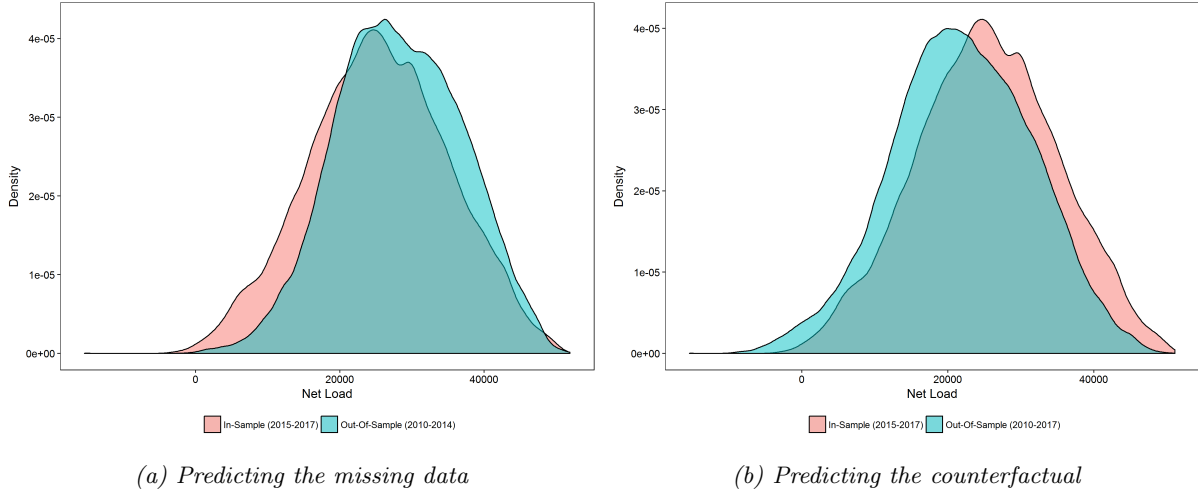 4e-05
3e-05
2e-05
1e-05
0e+00
Density
0 20000 40000
Net Load
In-Sample (2015-2017) Out-Of-Sample (2010-2014)
(a) Predicting the missing data
4e-05
3e-05
2e-05
1e-05
0e+00
Density
0 20000 40000
Net Load
In-Sample (2015-2017) Out-Of-Sample (2010-2017)
(b) Predicting the counterfactual